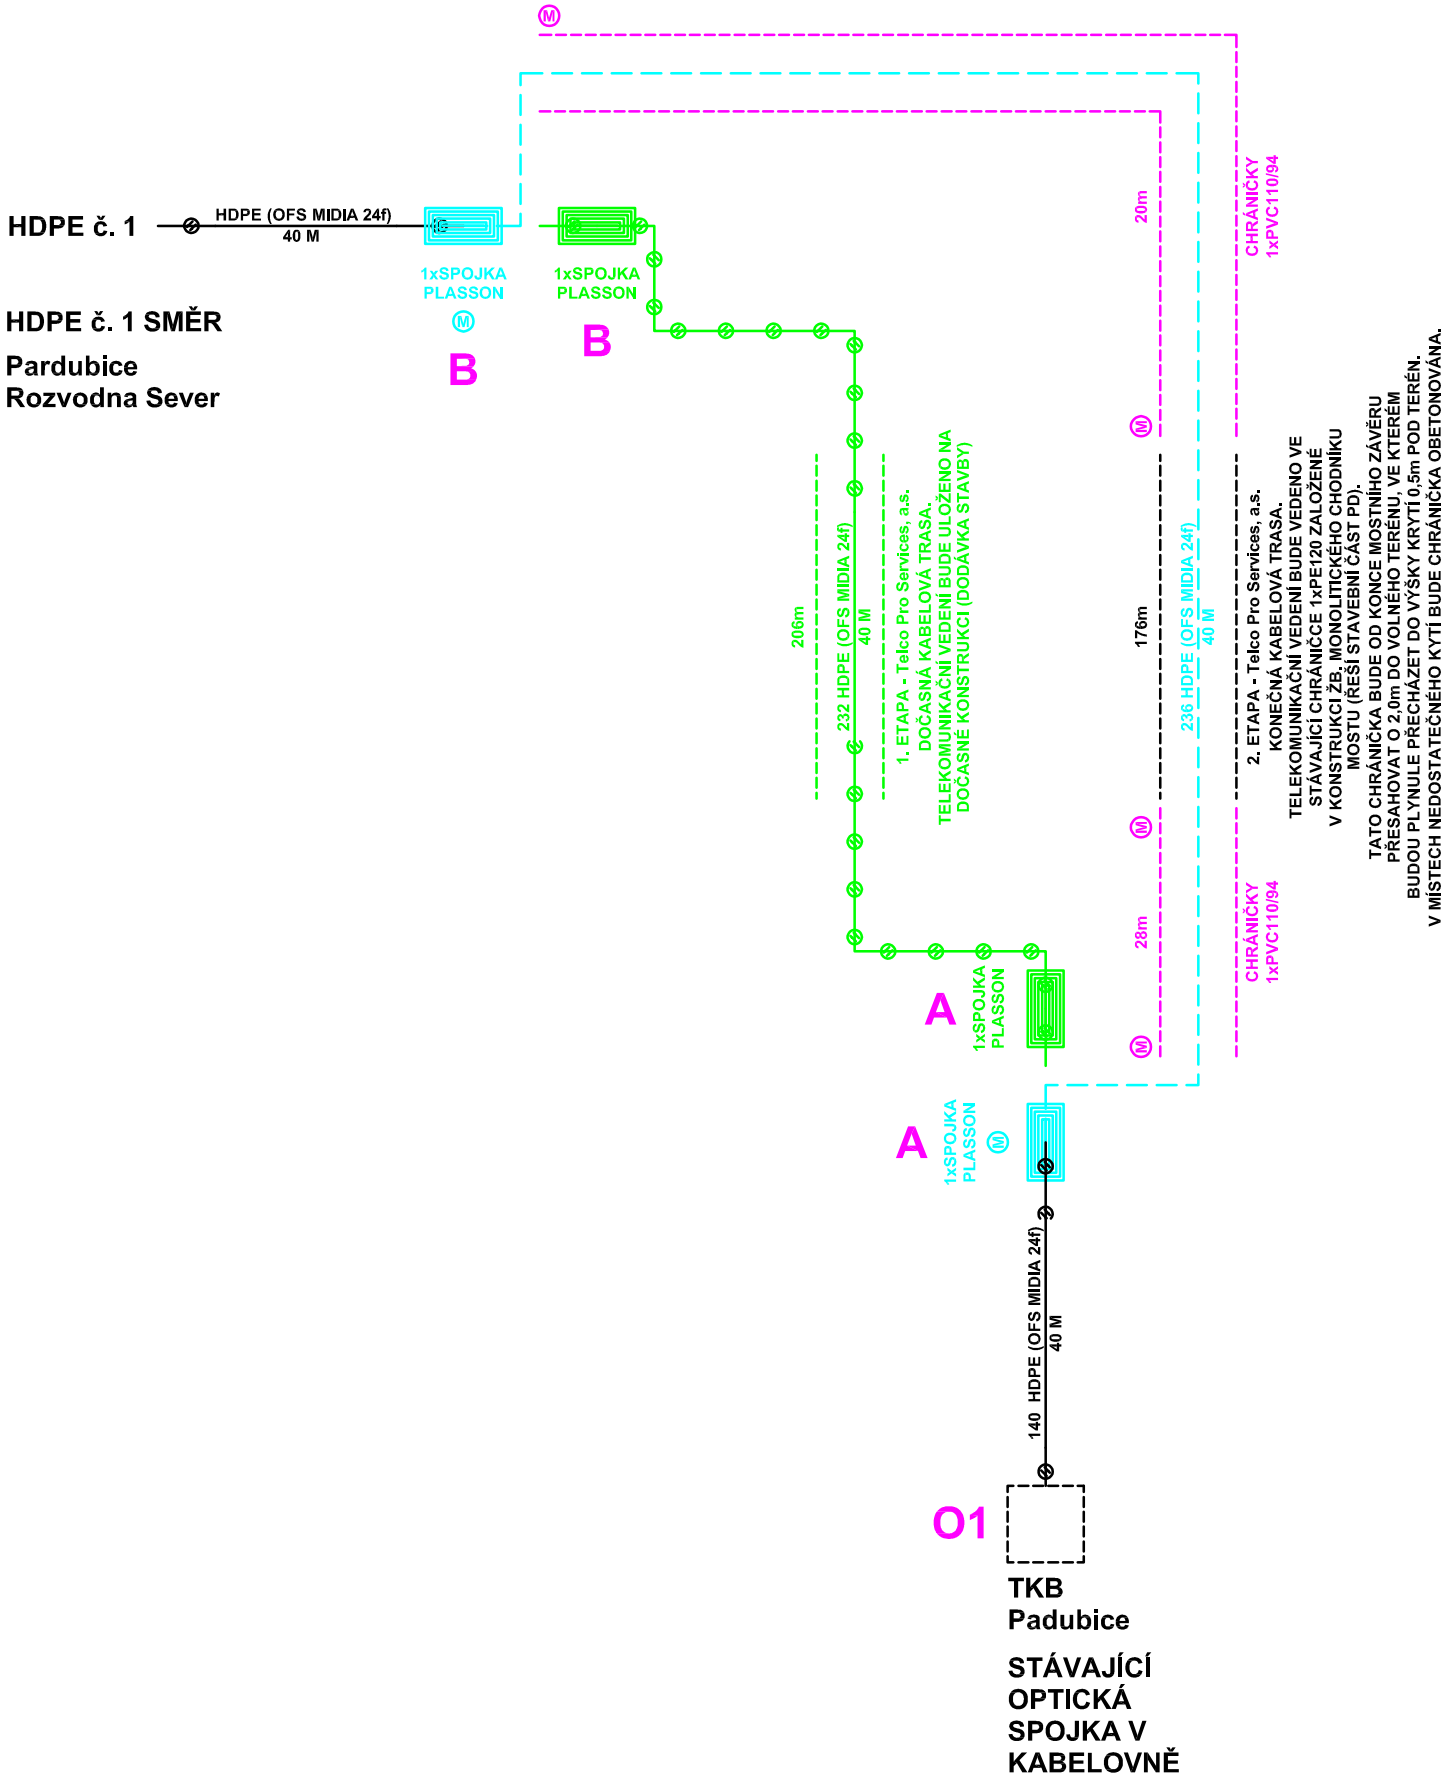 M
HDPE č. 1
HDPE (OFS MIDIA 24f)
40 M
1xSPOJKA
PLASSON
M
B
1xSPOJKA
PLASSON
B
HDPE č. 1 SMĚR
Pardubice
Rozvodna Sever
20m
CHRÁNIČKY
1xPVC110/94
M
206m
232 HDPE (OFS MIDIA 24f)
40 M
1. ETAPA - Telco Pro Services, a.s.
DOČASNÁ KABELOVÁ TRASA.
TELEKOMUNIKAČNÍ VEDENÍ BUDE ULOŽENO NA
DOČASNÉ KONSTRUKCI (DODÁVKA STAVBY)
176m
236 HDPE (OFS MIDIA 24f)
40 M
2. ETAPA - Telco Pro Services, a.s.
KONEČNÁ KABELOVÁ TRASA.
TELEKOMUNIKAČNÍ VEDENÍ BUDE VEDENO VE
STÁVAJÍCÍ CHRÁNIČCE 1xPE120 ZALOŽENÉ
V KONSTRUKCI ŽB. MONOLITICKÉHO CHODNÍKU
MOSTU (ŘEŠÍ STAVEBNÍ ČÁST PD).
TATO CHRÁNIČKA BUDE OD KONCE MOSTNÍHO ZÁVĚRU
PŘESAHOVAT O 2,0m DO VOLNÉHO TERÉNU, VE KTERÉM
BUDOU PLYNULE PŘECHÁZET DO VÝŠKY KRYTÍ 0,5m POD TERÉN.
V MÍSTECH NEDOSTATEČNÉHO KYTÍ BUDE CHRÁNIČKA OBETONOVÁNA.
M
28m
CHRÁNIČKY
1xPVC110/94
M
A
1xSPOJKA
PLASSON
A
1xSPOJKA
PLASSON
M
140 HDPE (OFS MIDIA 24f)
40 M
O1
TKB
Padubice
STÁVAJÍCÍ
OPTICKÁ
SPOJKA V
KABELOVNĚ